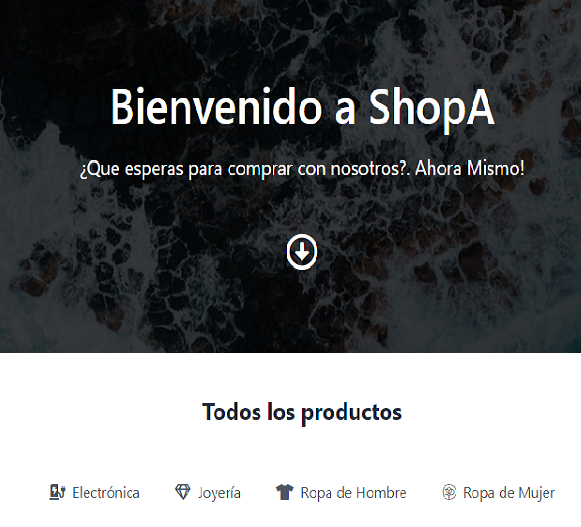 Bienvenido a ShopA
¿Que esperas para comprar con nosotros?. Ahora Mismo!
Todos los productos
Electrónica Joyería Ropa de Hombre Ropa de Mujer